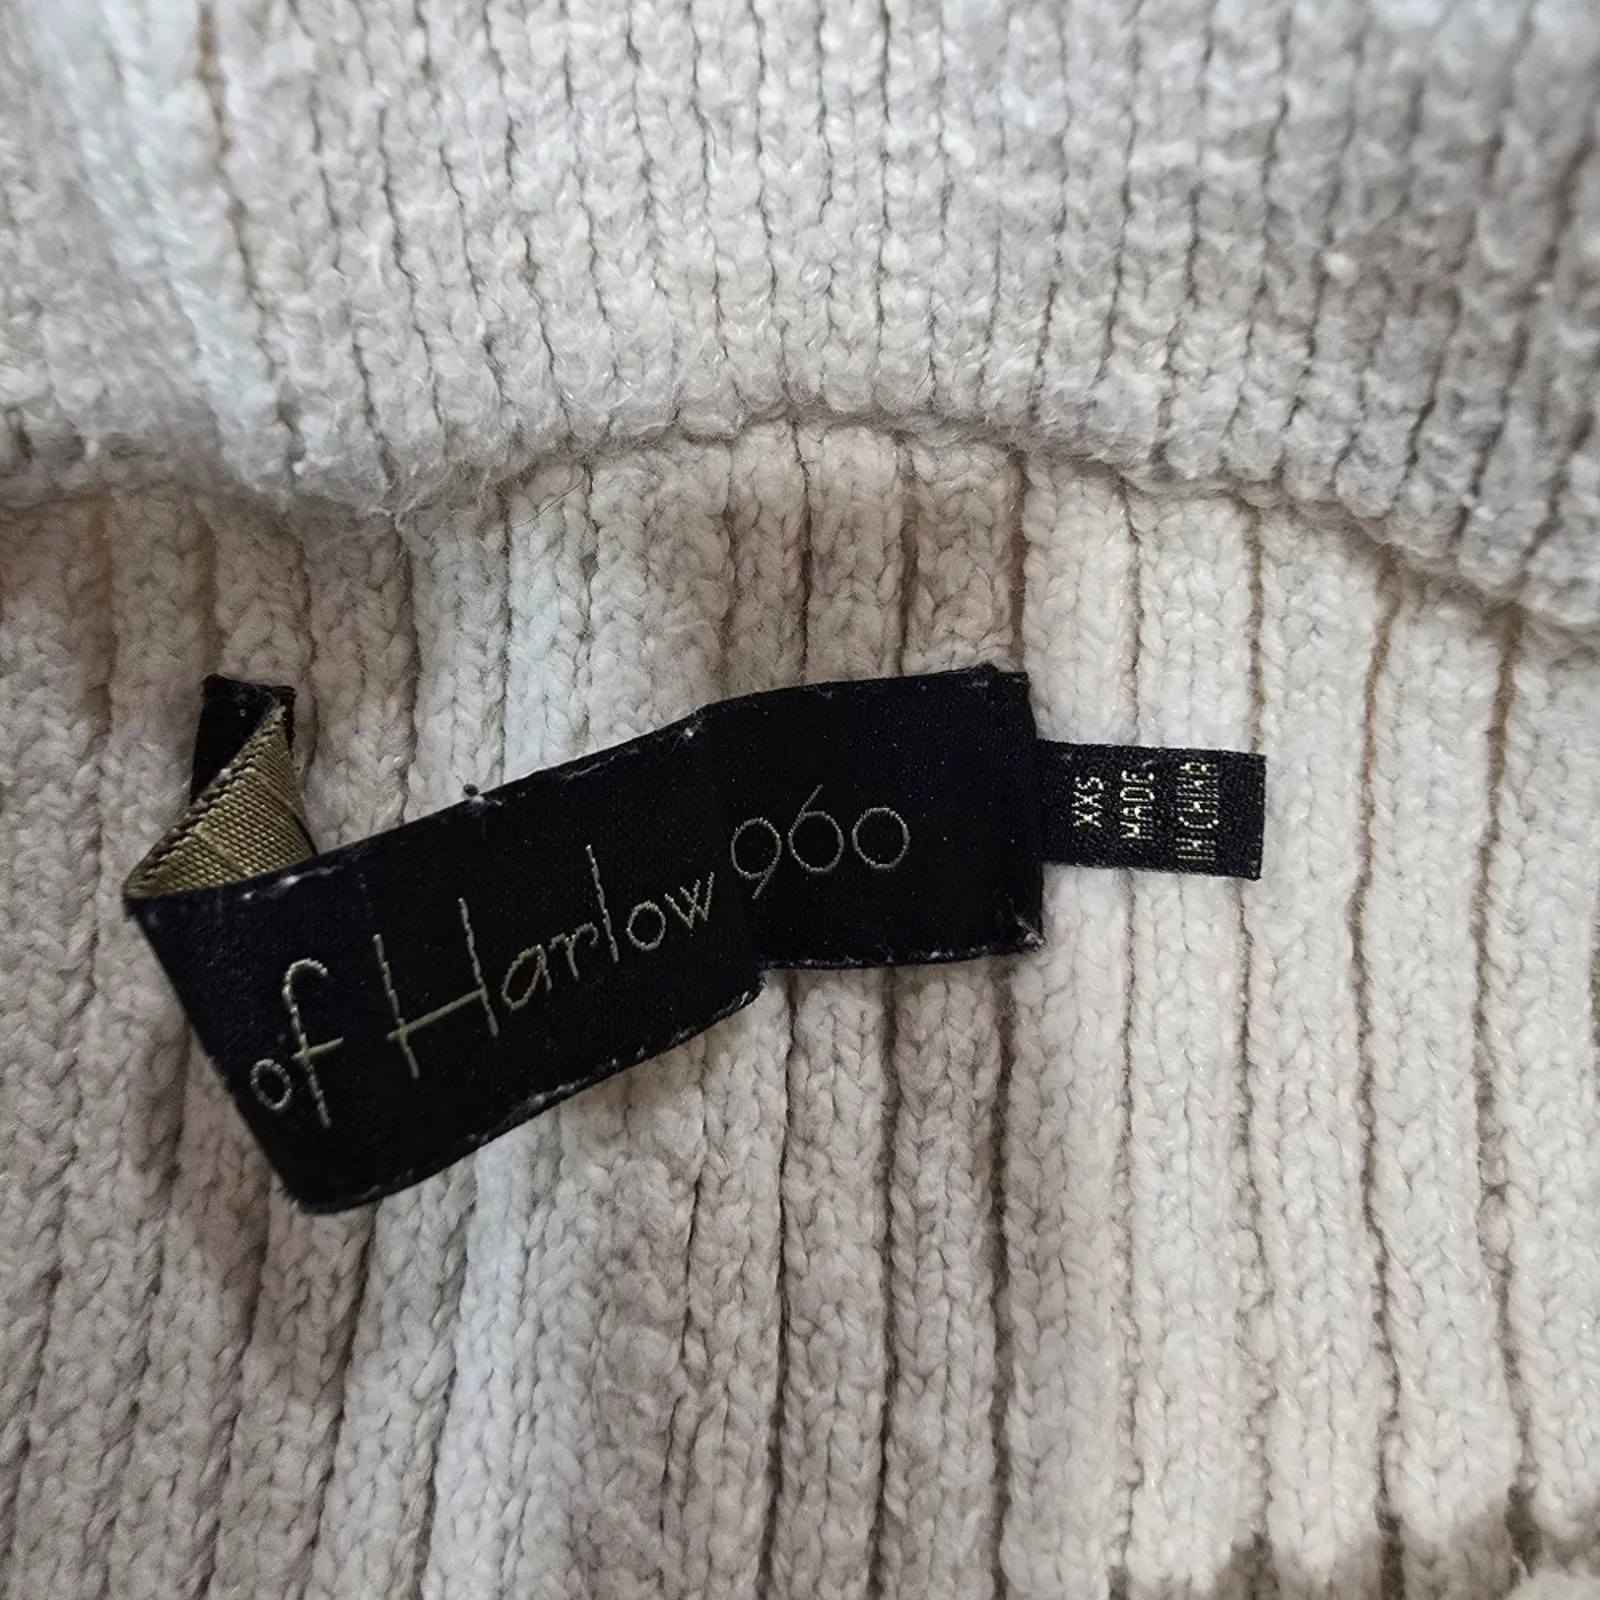 of Harlow 960
XXS
MADE
IN CHINA